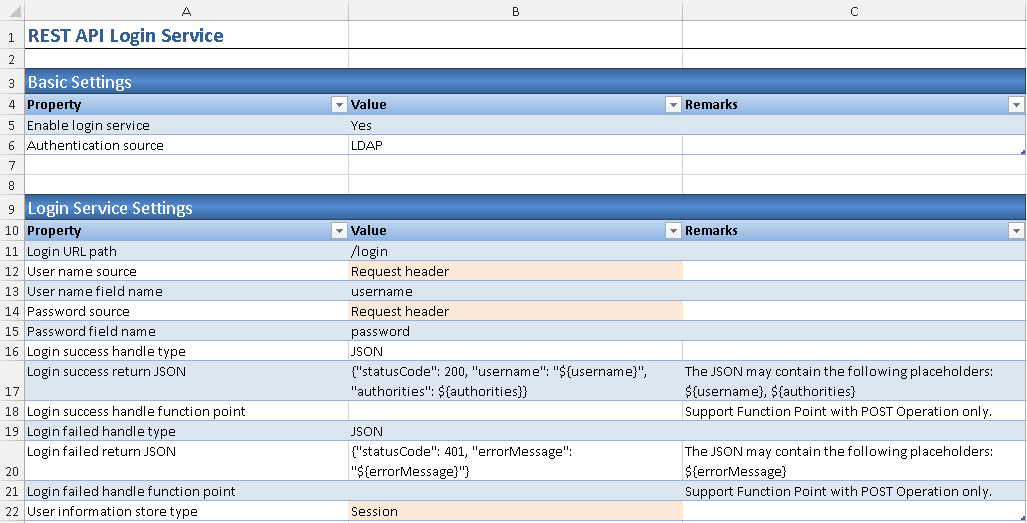 A B C
1 REST API Login Service
2
3 Basic Settings
4 Property Value Remarks
5 Enable login service Yes
6 Authentication source LDAP
7
8
9 Login Service Settings
10 Property Value Remarks
11 Login URL path /login
12 User name source Request header
13 User name field name username
14 Password source Request header
15 Password field name password
16 Login success handle type JSON
Login success return JSON {"statusCode": 200, "username": "${username}", The JSON may contain the following placeholders:
17 "authorities": ${authorities}} ${username}, ${authorities}
18 Login success handle function point Support Function Point with POST Operation only.
19 Login failed handle type JSON
Login failed return JSON {"statusCode": 401, "errorMessage": The JSON may contain the following placeholders:
20 "${errorMessage}"} ${errorMessage}
21 Login failed handle function point Support Function Point with POST Operation only.
22 User information store type Session